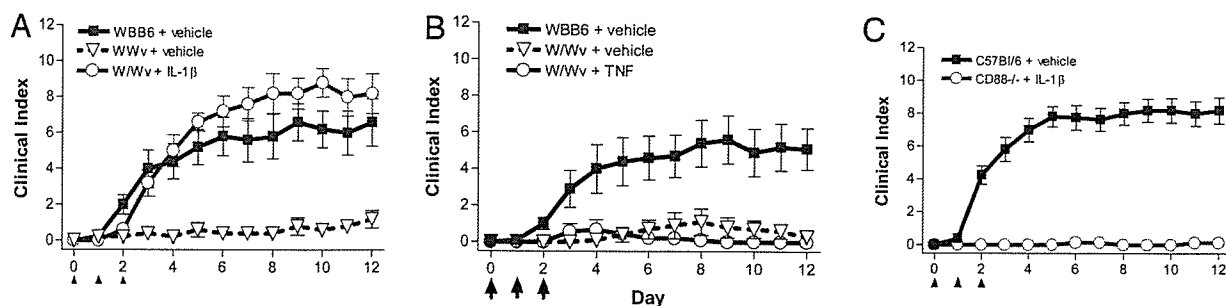 A
WBB6 + vehicle
WWv + vehicle
W/Wv + IL-1β
Clinical Index
12
10
8
6
4
2
0
0 2 4 6 8 10 12
B
WBB6 + vehicle
W/Wv + vehicle
W/Wv + TNF
Clinical Index
12
10
8
6
4
2
0
0 2 4 6 8 10 12
Day
C
C57Bl/6 + vehicle
CD88-/- + IL-1β
Clinical Index
12
10
8
6
4
2
0
0 2 4 6 8 10 12